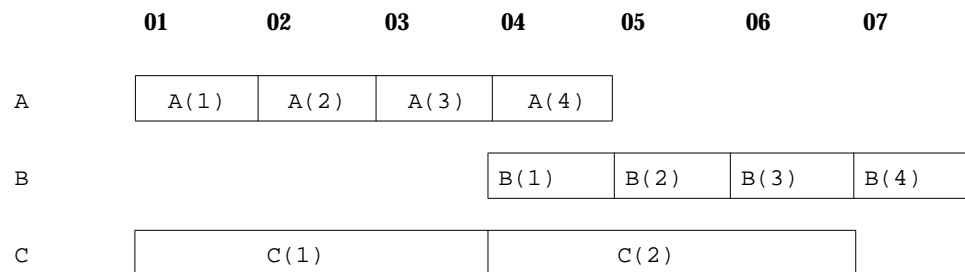 01 02 03 04 05 06 07
A A(1) A(2) A(3) A(4)
B B(1) B(2) B(3) B(4)
C C(1) C(2)